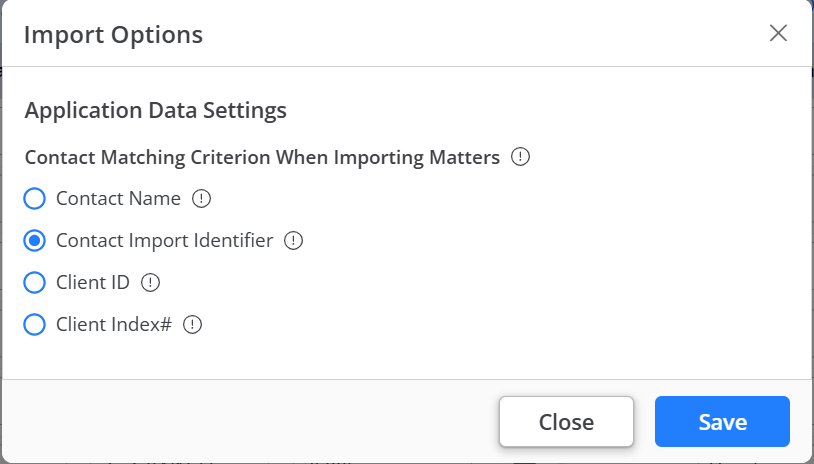 Import Options
Application Data Settings
Contact Matching Criterion When Importing Matters
Contact Name
Contact Import Identifier
Client ID
Client Index#
Close
Save